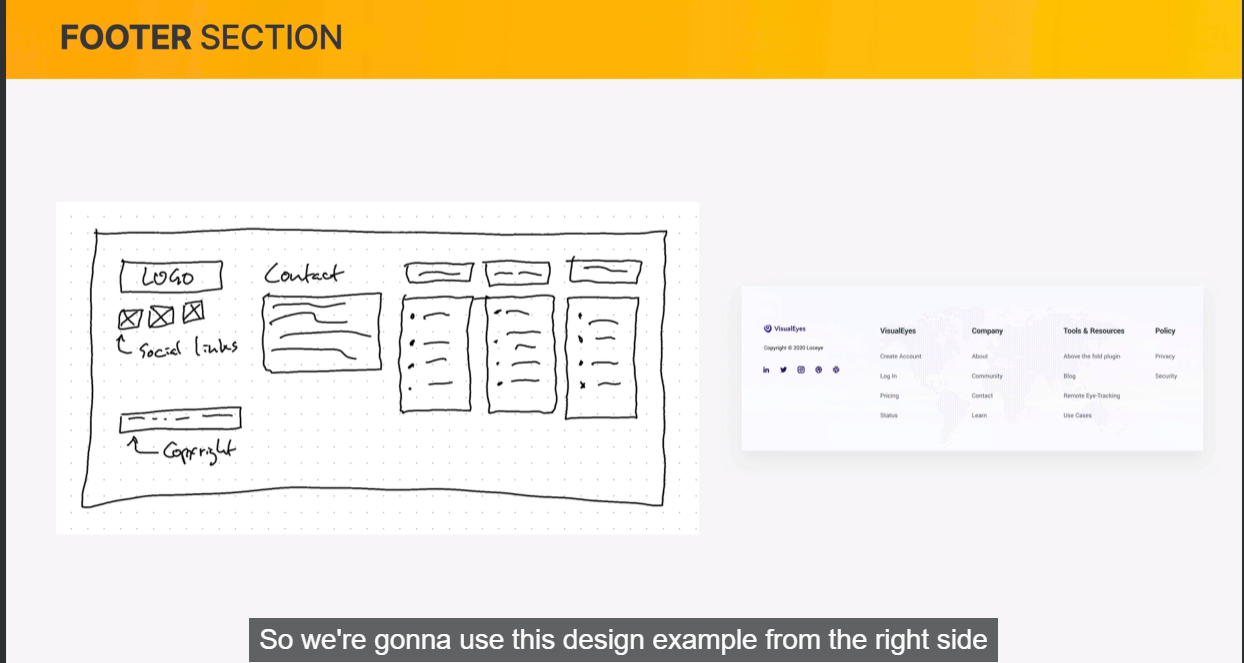 FOOTER SECTION
LOGO
Social links
Copyright
Contact
VisualEyes
Copyright © 2020 Loceye
VisualEyes
Create Account
Log In
Pricing
Status
Company
About
Community
Contact
Learn
Tools & Resources
Above the fold plugin
Blog
Remote Eye-Tracking
Use Cases
Policy
Privacy
Security
So we're gonna use this design example from the right side